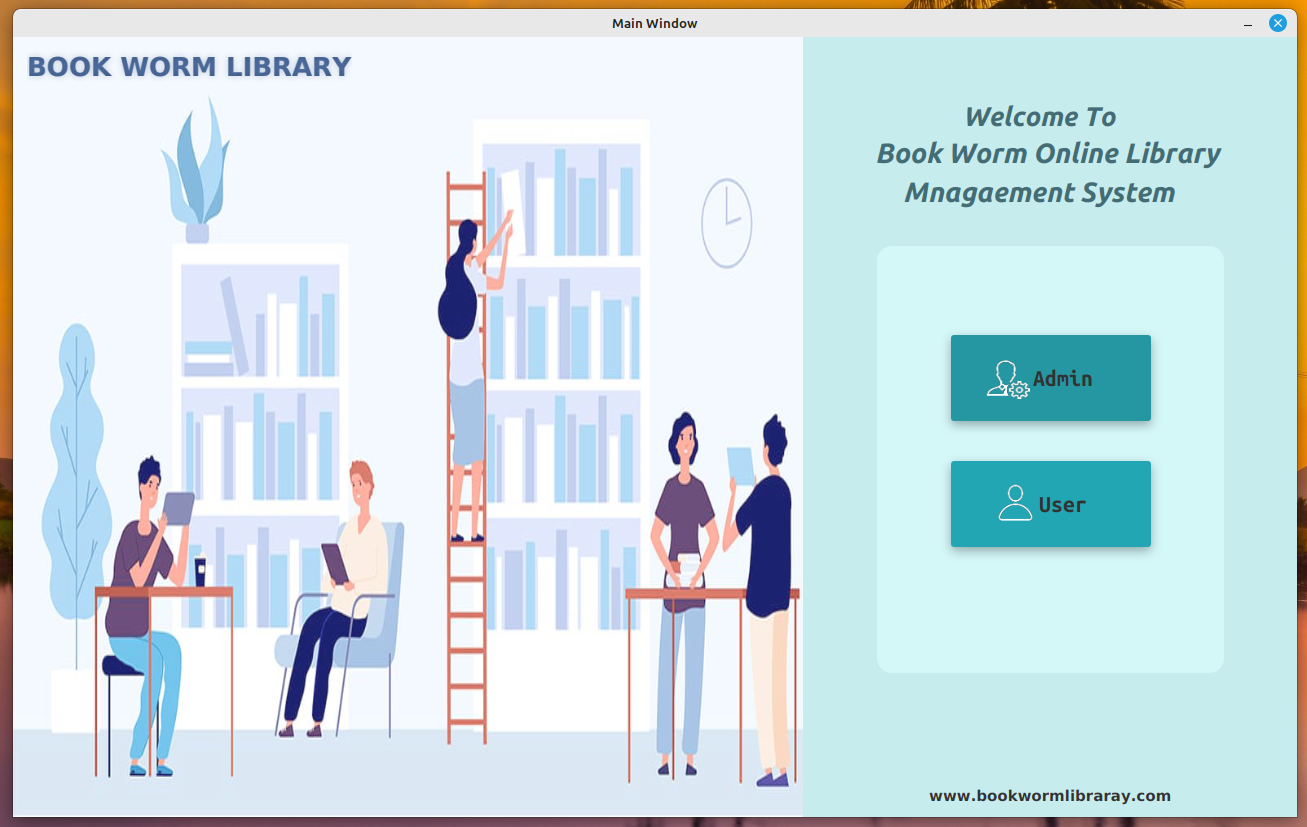 Main Window
BOOK WORM LIBRARY
Welcome To
Book Worm Online Library
Mnagaement System
Admin
User
www.bookwormlibraray.com